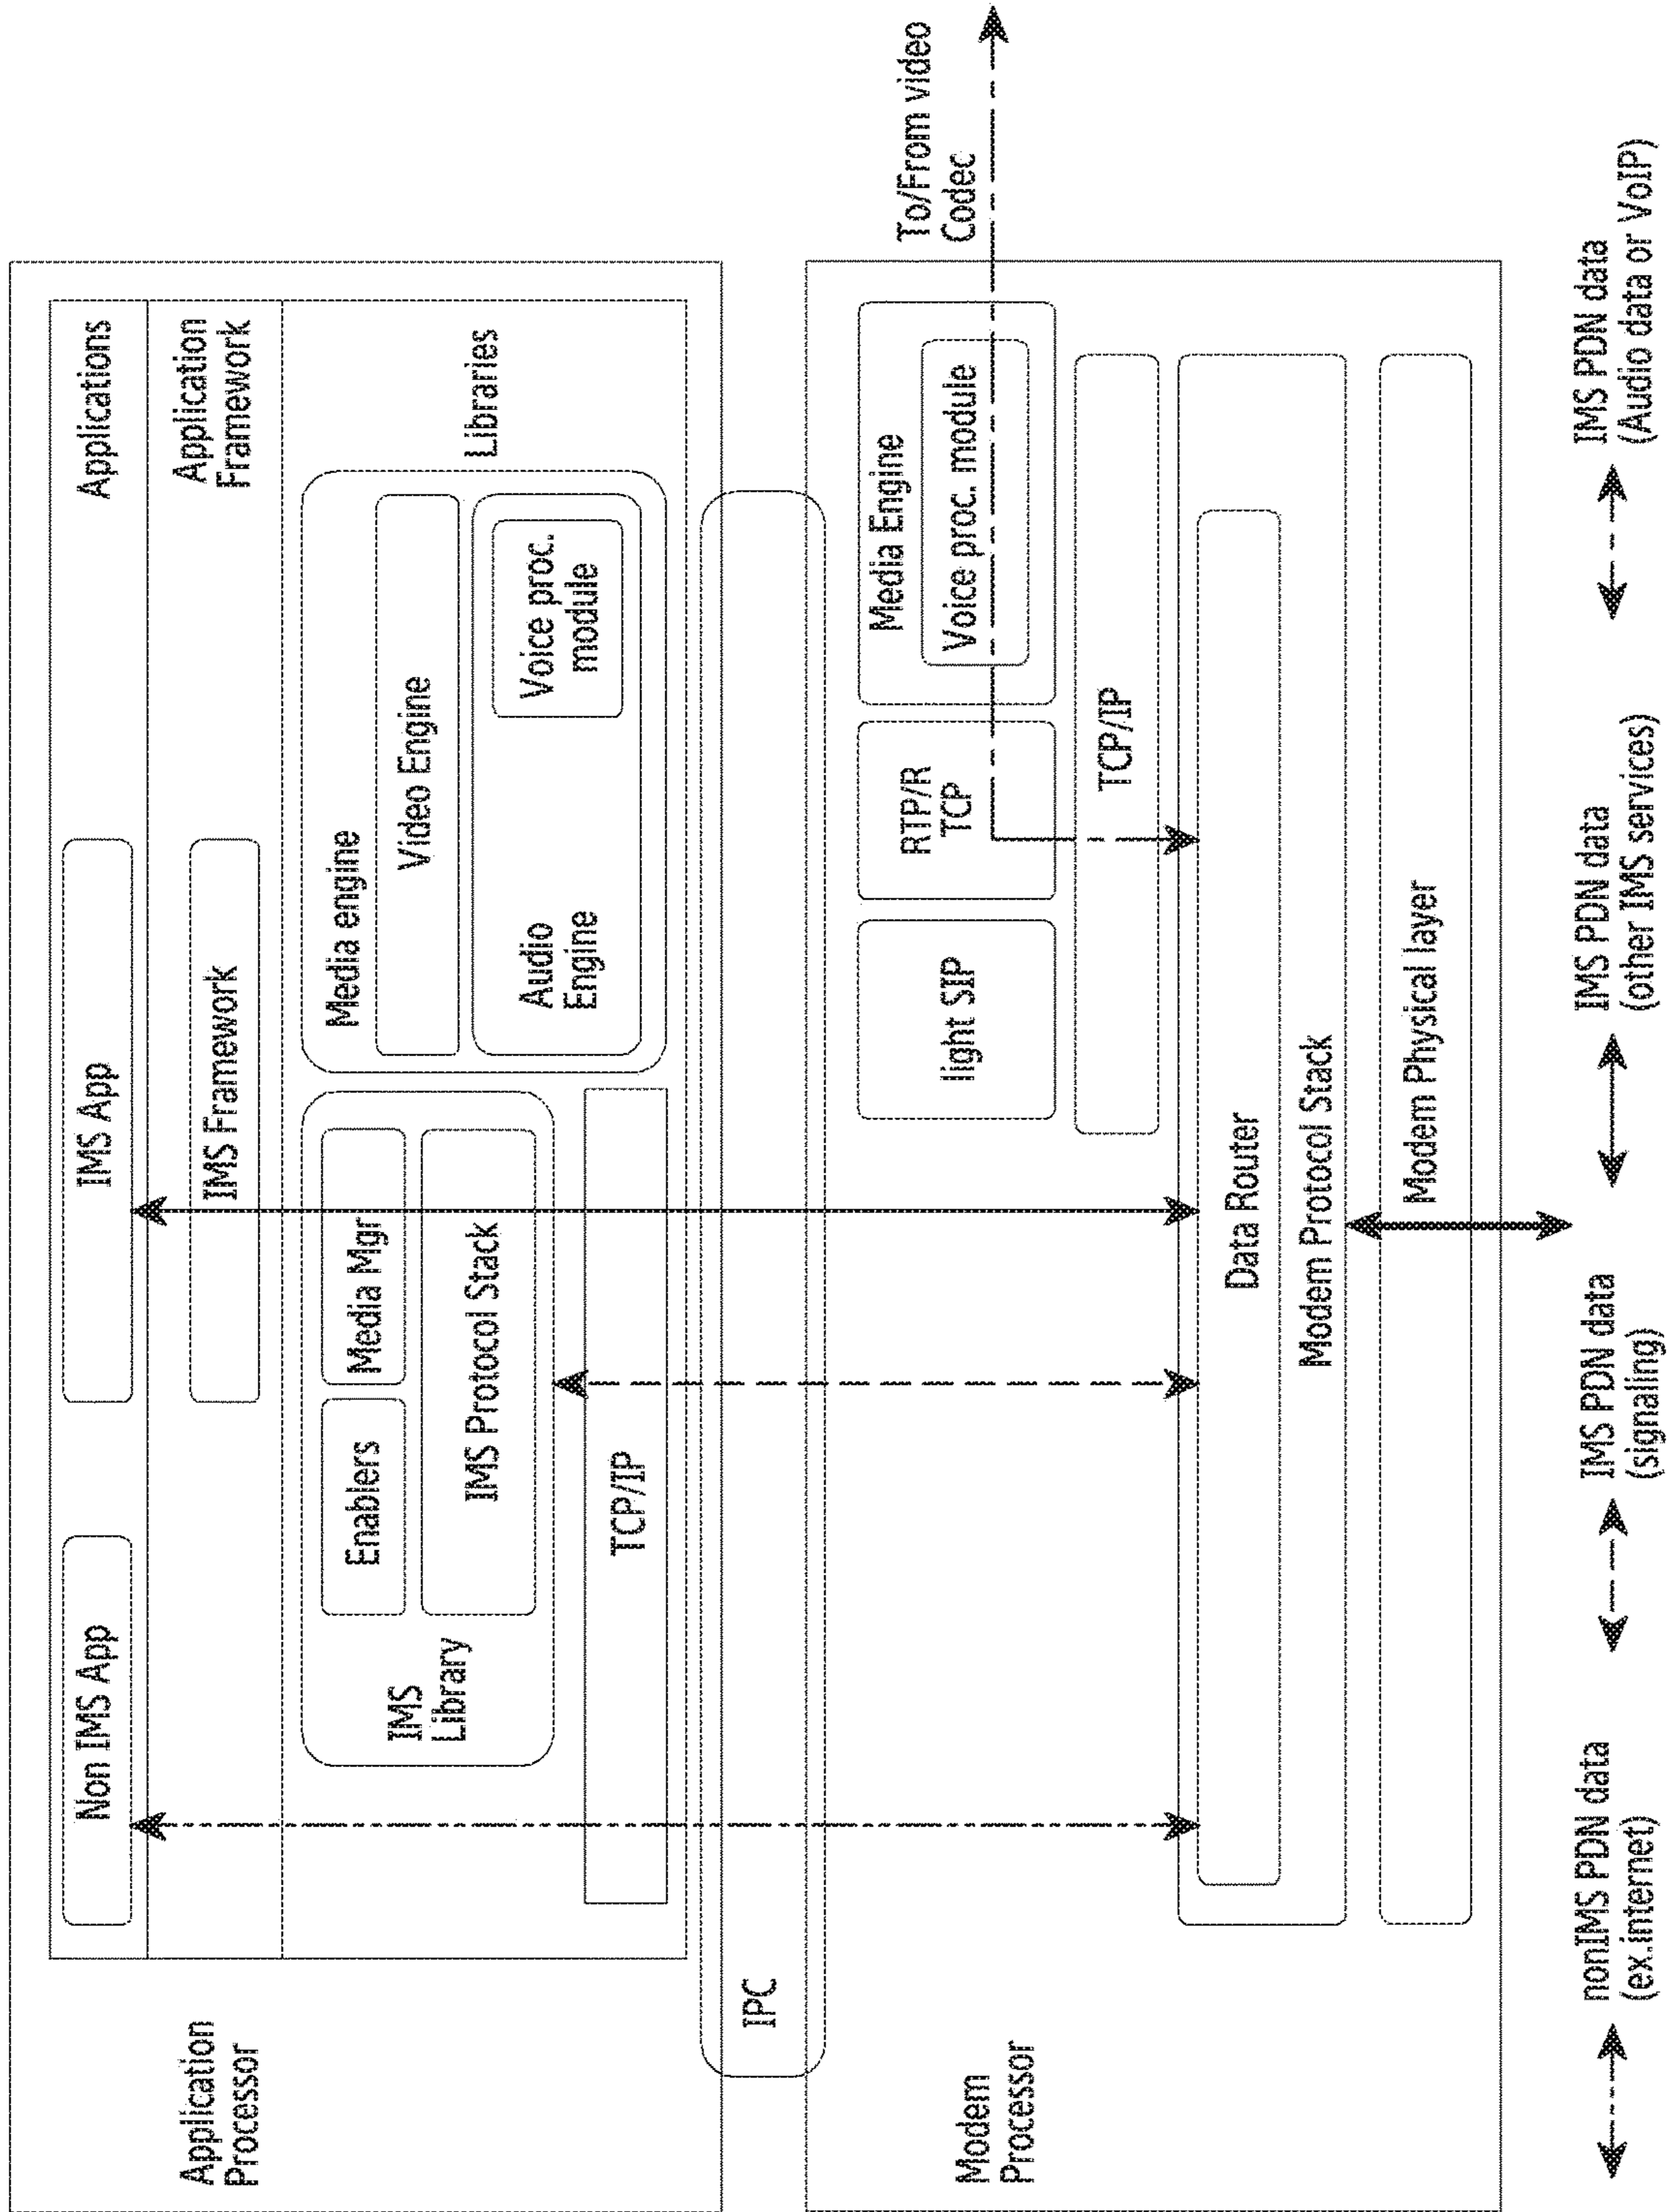 Application
Processor
Non IMS App
IMS App
Applications
IMS Framework
Application
Framework
IMS
Library
Enablers
Media Mgr
IMS Protocol Stack
TCP/IP
Media engine
Video Engine
Audio
Engine
Voice proc.
module
Libraries
IPC
Modem
Processor
light SIP
RTP/R
TCP
Media Engine
Voice proc. module
To/From video
Codec
TCP/IP
Data Router
Modem Protocol Stack
Modem Physical layer
nonIMS PDN data
(ex.internet)
IMS PDN data
(signaling)
IMS PDN data
(other IMS services)
IMS PDN data
(Audio data or VoIP)